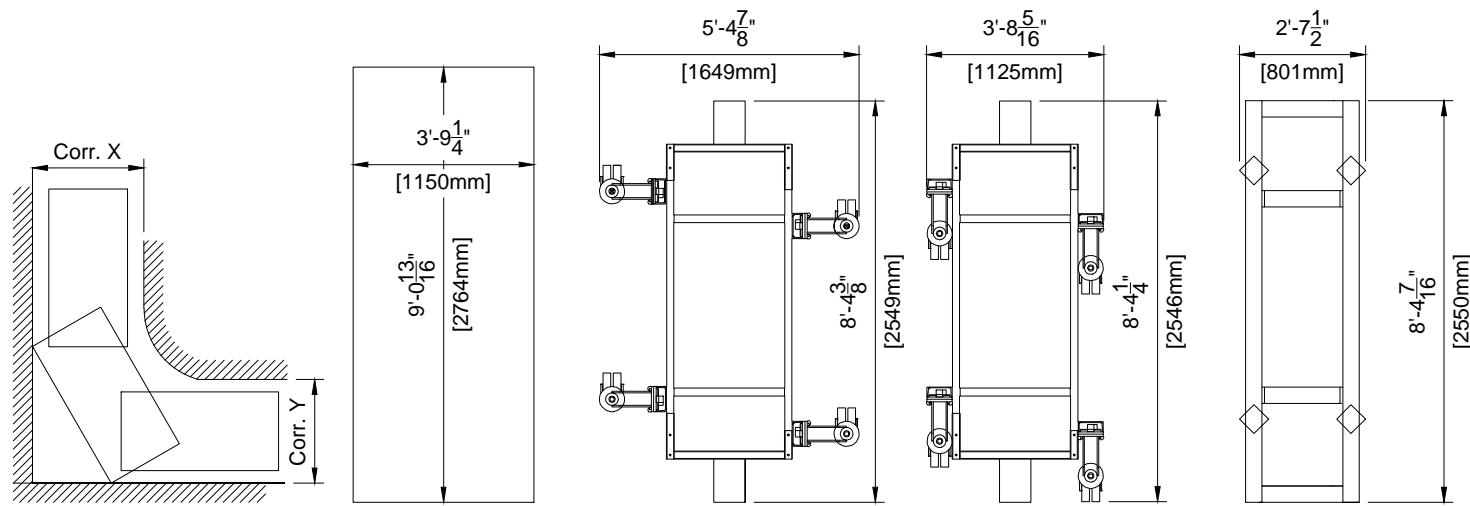 Corr. X
Corr. Y
3'-9 1/4"
[1150mm]
9'-0 13/16"
[2764mm]
5'-4 7/8"
[1649mm]
8'-4 3/8"
[2549mm]
3'-8 5/16"
[1125mm]
8'-4 1/4"
[2546mm]
2'-7 1/2"
[801mm]
8'-4 7/16"
[2550mm]